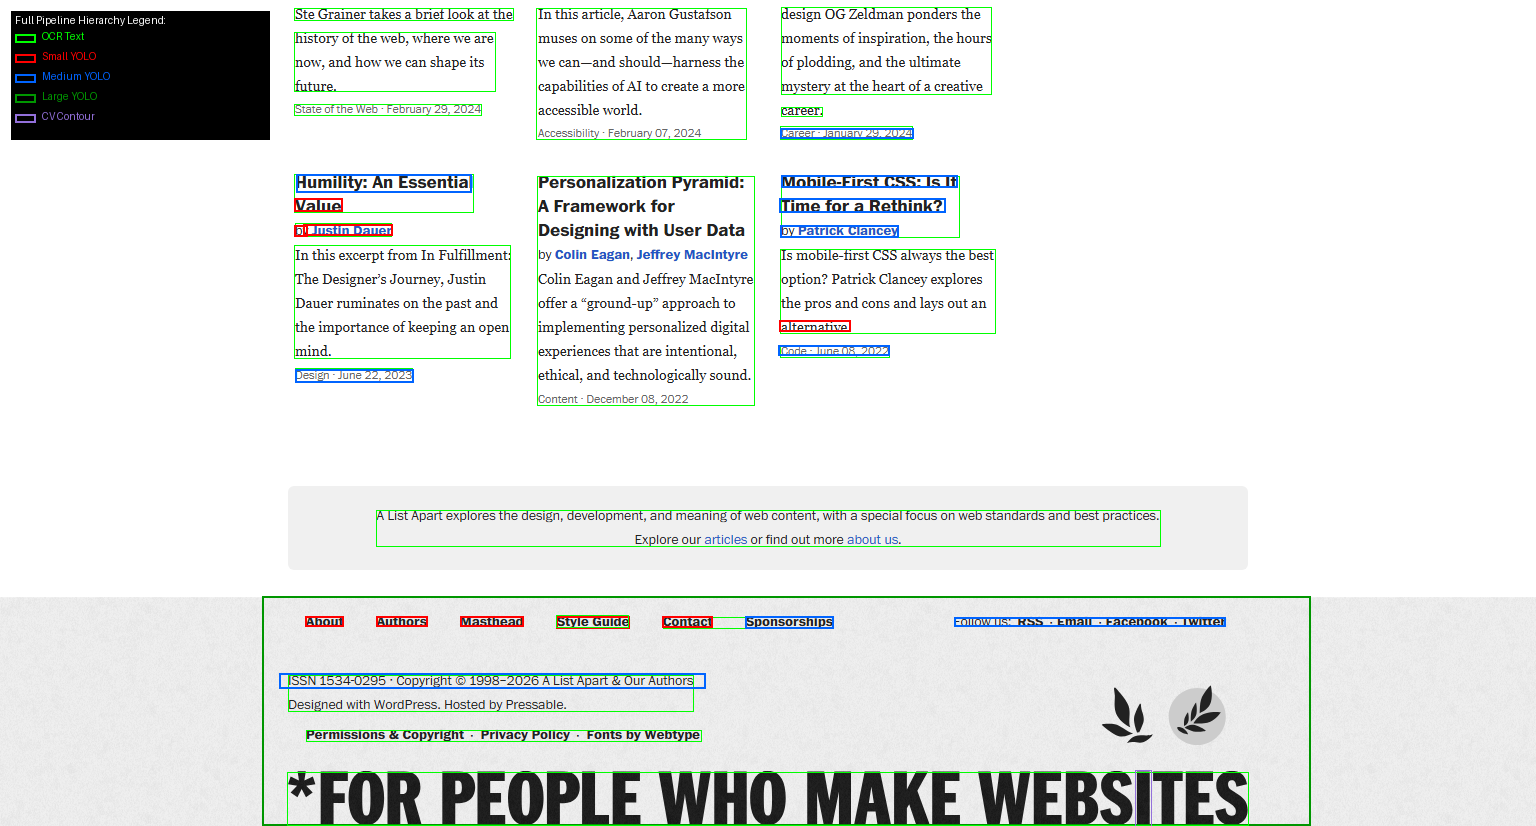 Full Pipeline Hierarchy Legend:
OCR Text
Small YOLO
Medium YOLO
Large YOLO
CV Contour
Ste Grainer takes a brief look at the
history of the web, where we are
now, and how we can shape its
future.
State of the Web · February 29, 2024
In this article, Aaron Gustafson
muses on some of the many ways
we can—and should—harness the
capabilities of AI to create a more
accessible world.
Accessibility · February 07, 2024
design OG Zeldman ponders the
moments of inspiration, the hours
of plodding, and the ultimate
mystery at the heart of a creative
career.
Career · January 29, 2024
Humility: An Essential
Value
by Justin Dauer
In this excerpt from In Fulfillment:
The Designer’s Journey, Justin
Dauer ruminates on the past and
the importance of keeping an open
mind.
Design · June 22, 2023
Personalization Pyramid:
A Framework for
Designing with User Data
by Colin Eagan, Jeffrey MacIntyre
Colin Eagan and Jeffrey MacIntyre
offer a “ground-up” approach to
implementing personalized digital
experiences that are intentional,
ethical, and technologically sound.
Content · December 08, 2022
Mobile-First CSS: Is It
Time for a Rethink?
by Patrick Clancey
Is mobile-first CSS always the best
option? Patrick Clancey explores
the pros and cons and lays out an
alternative.
Code · June 08, 2022
A List Apart explores the design, development, and meaning of web content, with a special focus on web standards and best practices.
Explore our articles or find out more about us.
About Authors Masthead Style Guide Contact Sponsorships Follow us: RSS · Email · Facebook · Twitter
ISSN 1534-0295 · Copyright © 1998–2026 A List Apart & Our Authors
Designed with WordPress. Hosted by Pressable.
Permissions & Copyright · Privacy Policy · Fonts by Webtype
*FOR PEOPLE WHO MAKE WEBSITES